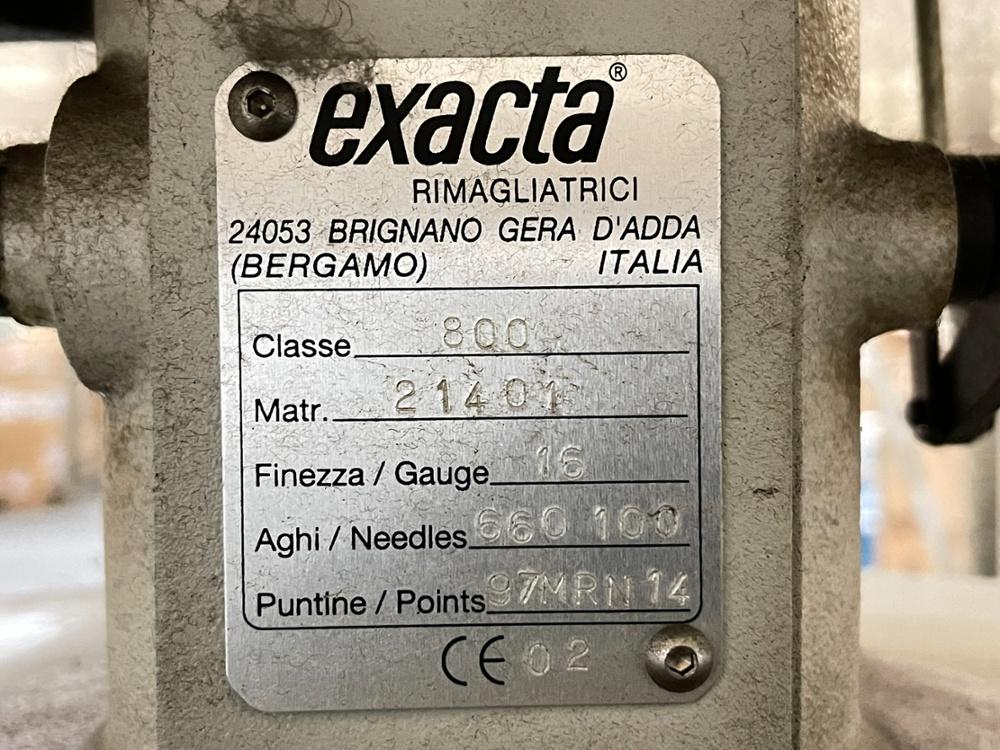 exacta®
RIMAGLIATRICI
24053 BRIGNANO GERA D'ADDA
(BERGAMO) ITALIA
Classe 800
Matr. 21401
Finezza / Gauge 16
Aghi / Needles 660 100
Puntine / Points 97MRN14
CE 02